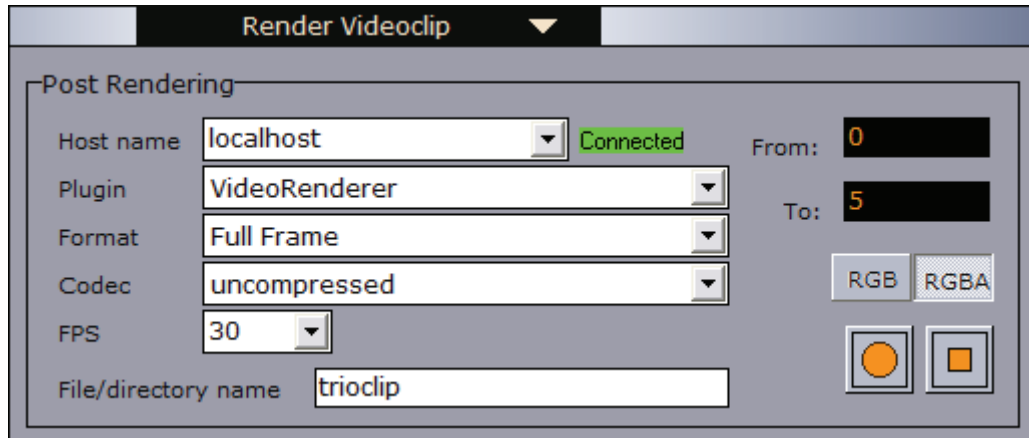 Render Videoclip
Post Rendering
Host name localhost Connected From: 0
Plugin VideoRenderer
To: 5
Format Full Frame
Codec uncompressed RGB RGBA
FPS 30
File/directory name trioclip